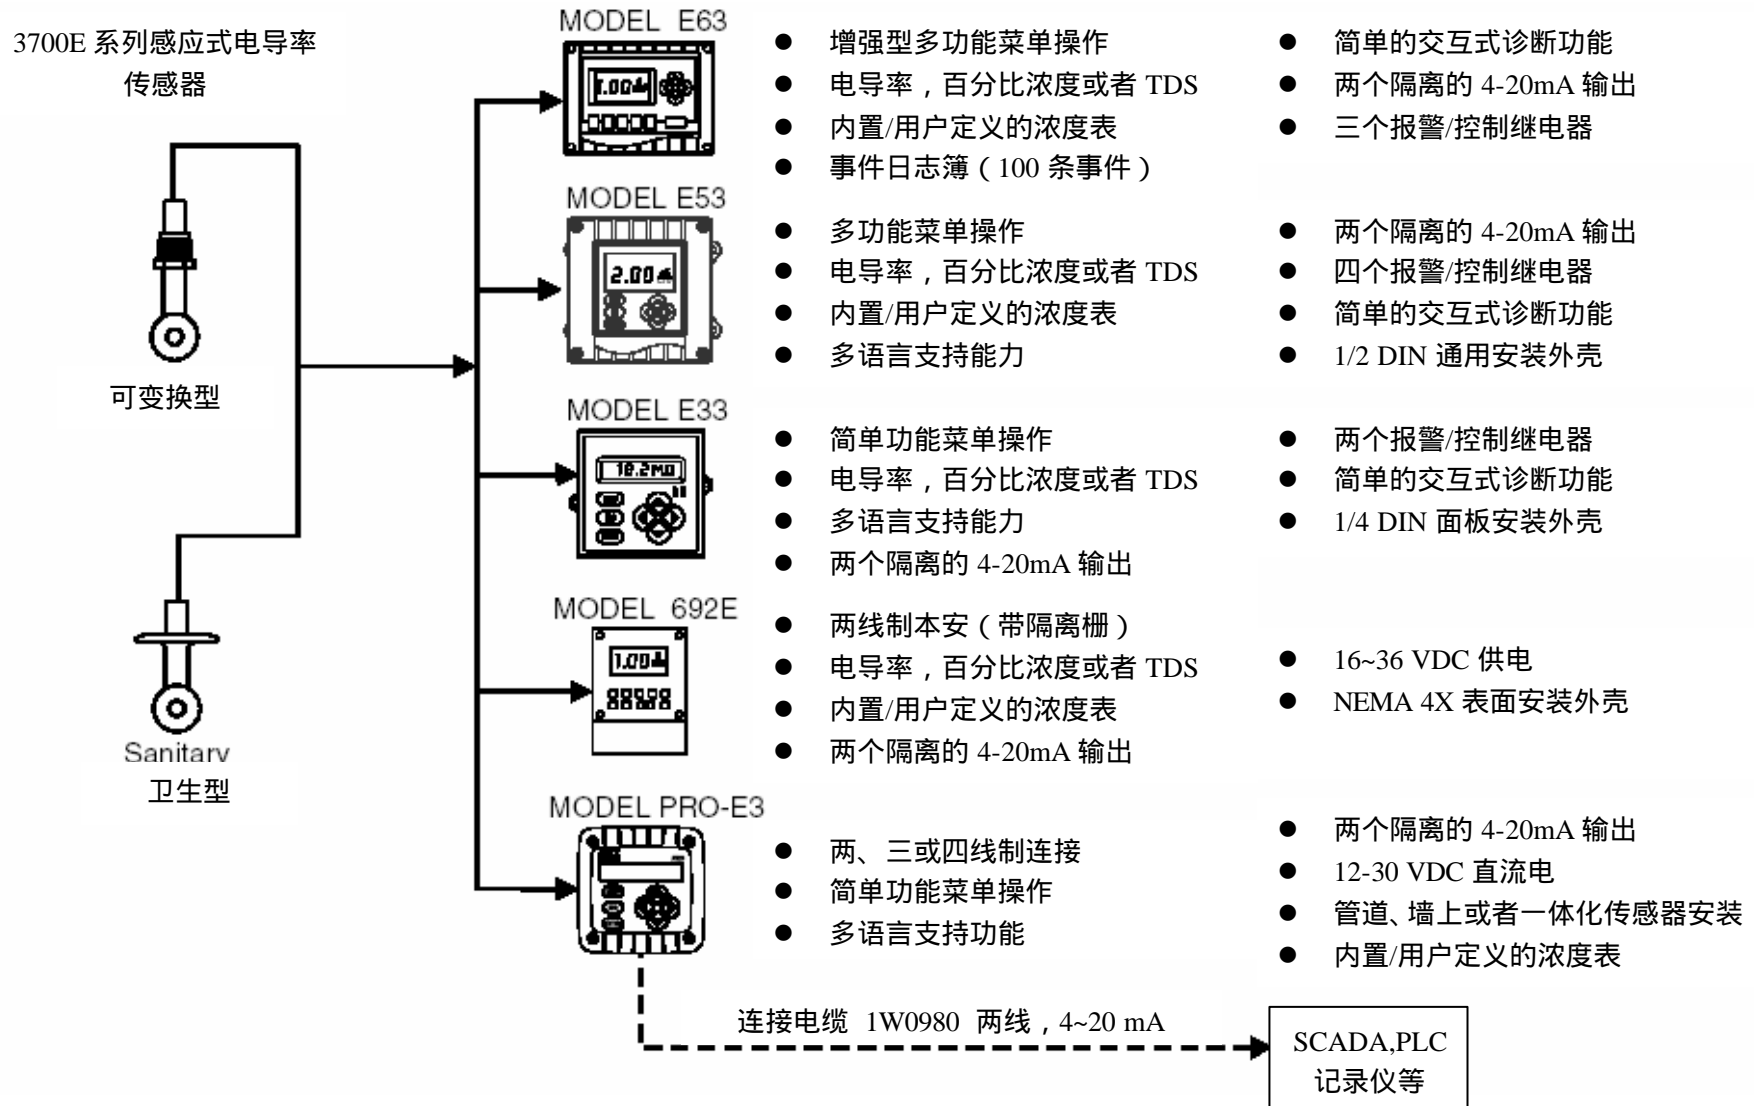 3700E 系列感应式电导率
传感器
可变换型
Sanitary
卫生型
MODEL E63
1.00
● 增强型多功能菜单操作
● 电导率，百分比浓度或者 TDS
● 内置/用户定义的浓度表
● 事件日志簿（100 条事件）
● 简单的交互式诊断功能
● 两个隔离的 4-20mA 输出
● 三个报警/控制继电器
MODEL E53
2.00
● 多功能菜单操作
● 电导率，百分比浓度或者 TDS
● 内置/用户定义的浓度表
● 多语言支持能力
● 两个隔离的 4-20mA 输出
● 四个报警/控制继电器
● 简单的交互式诊断功能
● 1/2 DIN 通用安装外壳
MODEL E33
18.2MΩ
● 简单功能菜单操作
● 电导率，百分比浓度或者 TDS
● 多语言支持能力
● 两个隔离的 4-20mA 输出
● 两个报警/控制继电器
● 简单的交互式诊断功能
● 1/4 DIN 面板安装外壳
MODEL 692E
1.00
● 两线制本安（带隔离栅）
● 电导率，百分比浓度或者 TDS
● 内置/用户定义的浓度表
● 两个隔离的 4-20mA 输出
● 16~36 VDC 供电
● NEMA 4X 表面安装外壳
MODEL PRO-E3
● 两、三或四线制连接
● 简单功能菜单操作
● 多语言支持功能
● 两个隔离的 4-20mA 输出
● 12-30 VDC 直流电
● 管道、墙上或者一体化传感器安装
● 内置/用户定义的浓度表
连接电缆 1W0980 两线，4~20 mA
SCADA,PLC
记录仪等